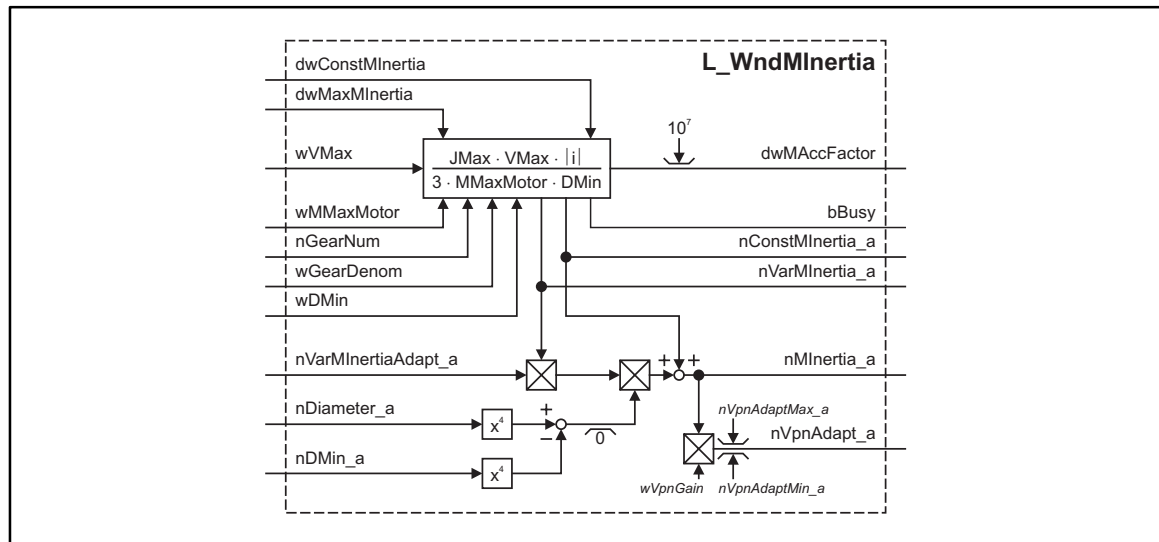 dwConstMInertia
L_WndMInertia
dwMaxMInertia
10⁷
wVMax
JMax · VMax · |i|
3 · MMaxMotor · DMin
dwMAccFactor
wMMaxMotor
bBusy
nGearNum
nConstMInertia_a
wGearDenom
nVarMInertia_a
wDMin
nVarMInertiaAdapt_a
+ +
nMInertia_a
nDiameter_a
x⁴
+
−
0
nVpnAdaptMax_a
nVpnAdapt_a
nDMin_a
x⁴
wVpnGain
nVpnAdaptMin_a